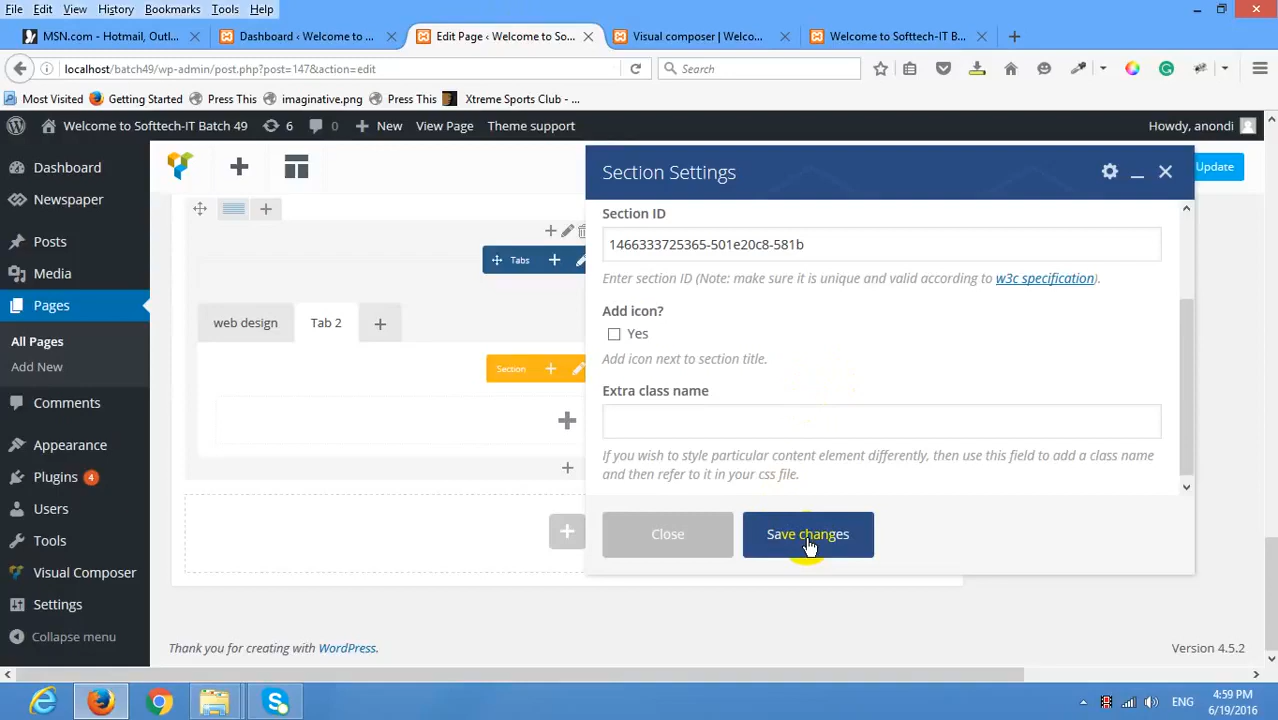 File Edit View History Bookmarks Tools Help
MSN.com - Hotmail, Outl... Dashboard ‹ Welcome to ... Edit Page ‹ Welcome to So... Visual composer | Welco... Welcome to Softtech-IT B...
localhost/batch49/wp-admin/post.php?post=147&action=edit Search
Most Visited Getting Started Press This imaginative.png Press This Xtreme Sports Club - ...
Welcome to Softtech-IT Batch 49 6 0 New View Page Theme support Howdy, anondi
Dashboard
Newspaper
Posts
Media
Pages
All Pages
Add New
Comments
Appearance
Plugins 4
Users
Tools
Visual Composer
Settings
Collapse menu
Update
Tabs
web design Tab 2
Section
Section Settings
Section ID
1466333725365-501e20c8-581b
Enter section ID (Note: make sure it is unique and valid according to w3c specification).
Add icon?
Yes
Add icon next to section title.
Extra class name
If you wish to style particular content element differently, then use this field to add a class name
and then refer to it in your css file.
Close Save changes
Thank you for creating with WordPress. Version 4.5.2
ENG 4:59 PM
6/19/2016